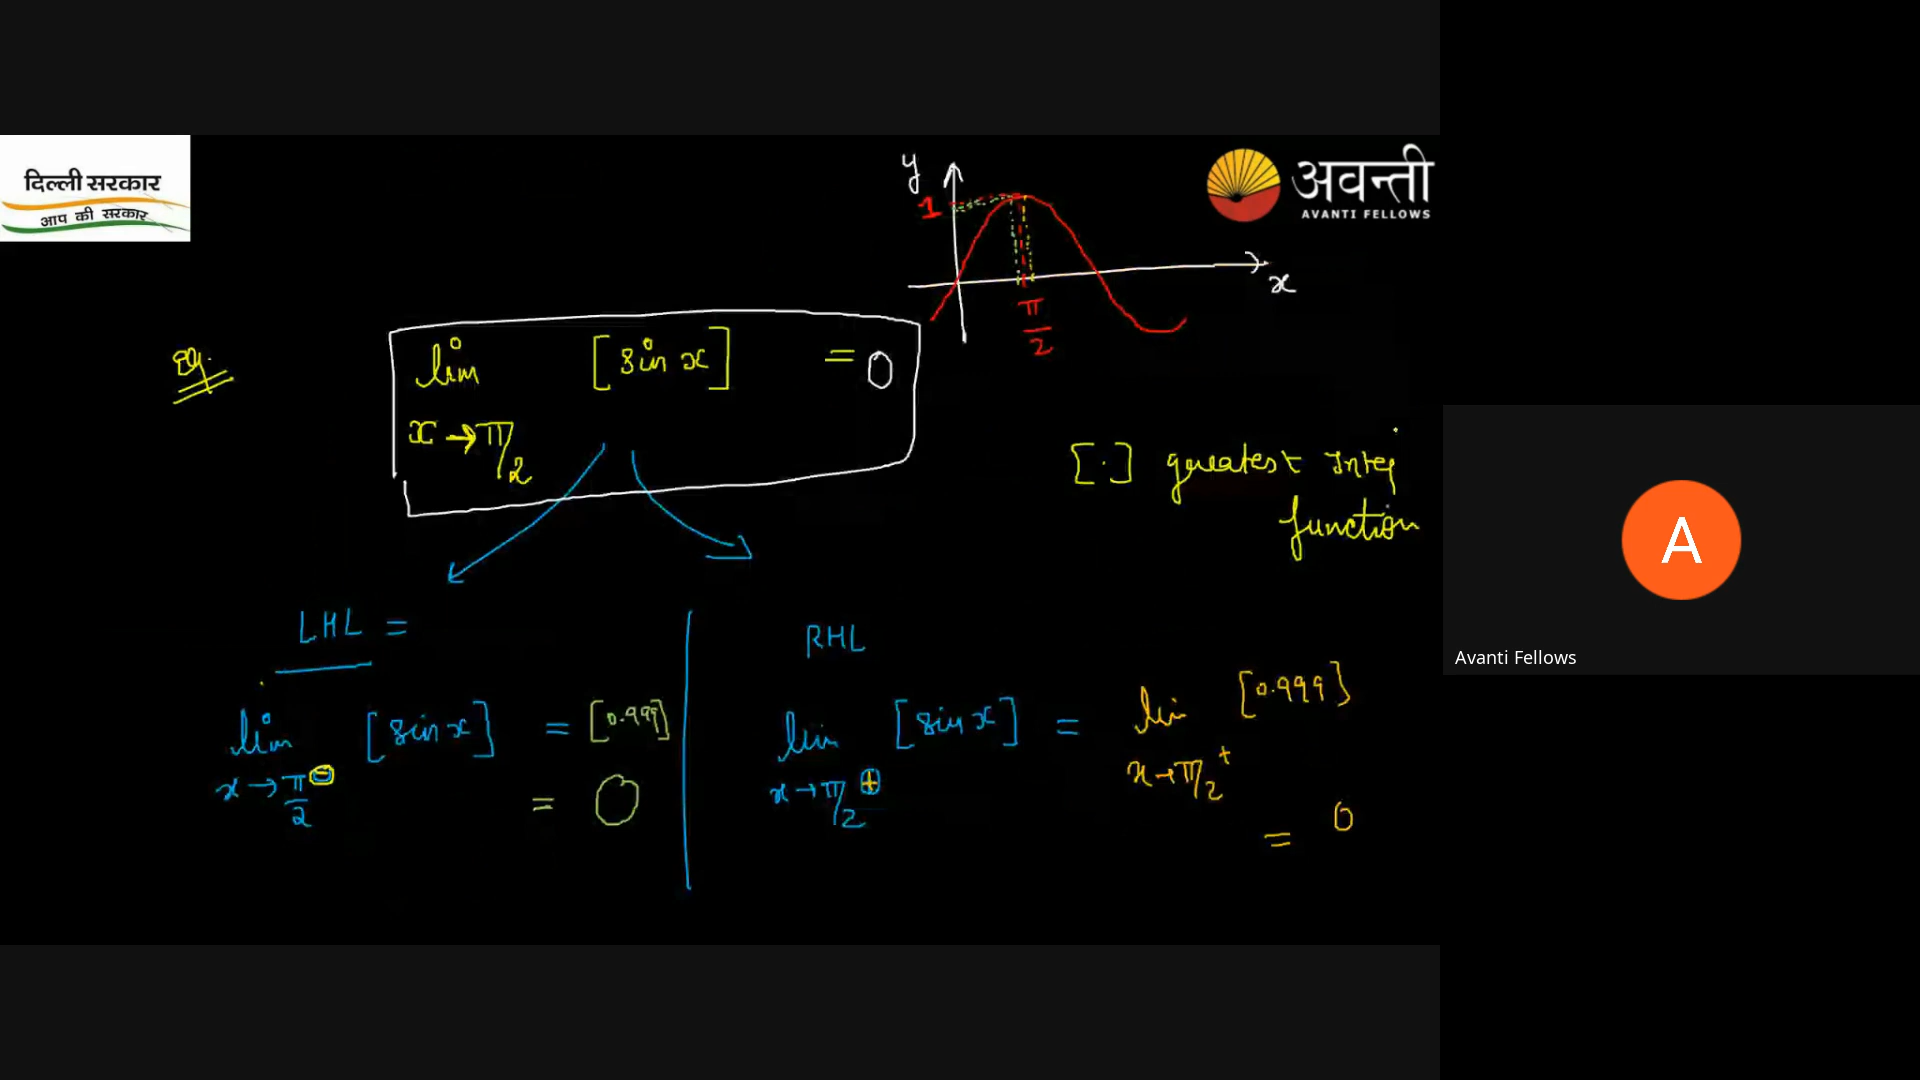 दिल्ली सरकार
आप की सरकार
अवन्ती
AVANTI FELLOWS
y
1
x
π/2
eg.
lim [sin x] = 0
x → π/2
[.] greatest Integ
function
LHL =
lim [sin x] = [0.999]
x → π/2⁻
= 0
RHL
lim [sin x] = lim [0.999]
x → π/2⁺ x → π/2⁺
= 0
A
Avanti Fellows